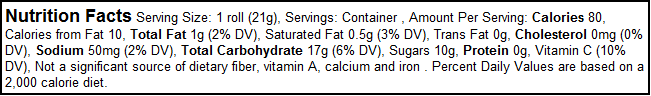 Nutrition Facts Serving Size: 1 roll (21g), Servings: Container , Amount Per Serving: Calories 80,
Calories from Fat 10, Total Fat 1g (2% DV), Saturated Fat 0.5g (3% DV), Trans Fat 0g, Cholesterol 0mg (0%
DV), Sodium 50mg (2% DV), Total Carbohydrate 17g (6% DV), Sugars 10g, Protein 0g, Vitamin C (10%
DV), Not a significant source of dietary fiber, vitamin A, calcium and iron . Percent Daily Values are based on a
2,000 calorie diet.